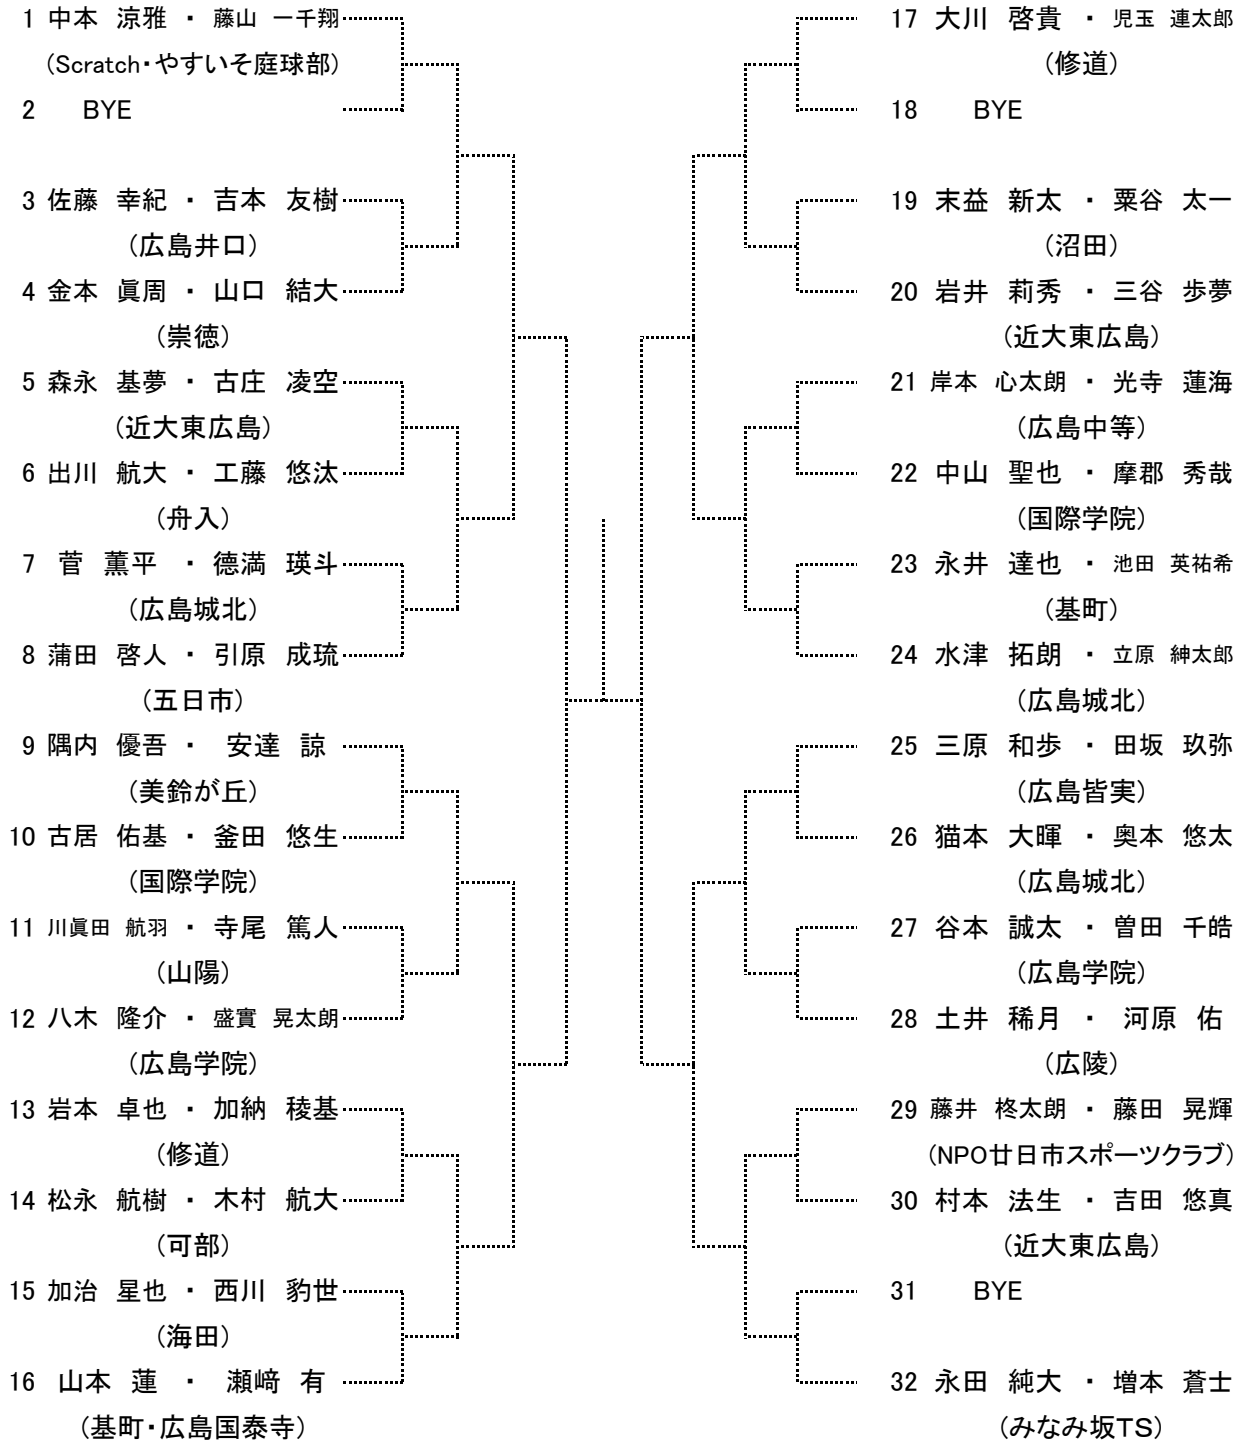 1 中本 涼雅 ・ 藤山 一千翔
(Scratch・やすいそ庭球部)
2 BYE
3 佐藤 幸紀 ・ 吉本 友樹
(広島井口)
4 金本 眞周 ・ 山口 結大
(崇徳)
5 森永 基夢 ・ 古庄 凌空
(近大東広島)
6 出川 航大 ・ 工藤 悠汰
(舟入)
7 菅 薫平 ・ 德満 瑛斗
(広島城北)
8 蒲田 啓人 ・ 引原 成琉
(五日市)
9 隅内 優吾 ・ 安達 諒
(美鈴が丘)
10 古居 佑基 ・ 釜田 悠生
(国際学院)
11 川眞田 航羽 ・ 寺尾 篤人
(山陽)
12 八木 隆介 ・ 盛實 晃太朗
(広島学院)
13 岩本 卓也 ・ 加納 稜基
(修道)
14 松永 航樹 ・ 木村 航大
(可部)
15 加治 星也 ・ 西川 豹世
(海田)
16 山本 蓮 ・ 瀬﨑 有
(基町・広島国泰寺)
17 大川 啓貴 ・ 児玉 連太郎
(修道)
18 BYE
19 末益 新太 ・ 粟谷 太一
(沼田)
20 岩井 莉秀 ・ 三谷 歩夢
(近大東広島)
21 岸本 心太朗 ・ 光寺 蓮海
(広島中等)
22 中山 聖也 ・ 摩郡 秀哉
(国際学院)
23 永井 達也 ・ 池田 英祐希
(基町)
24 水津 拓朗 ・ 立原 紳太郎
(広島城北)
25 三原 和歩 ・ 田坂 玖弥
(広島皆実)
26 猫本 大暉 ・ 奥本 悠太
(広島城北)
27 谷本 誠太 ・ 曽田 千皓
(広島学院)
28 土井 稀月 ・ 河原 佑
(広陵)
29 藤井 柊太朗 ・ 藤田 晃輝
(NPO廿日市スポーツクラブ)
30 村本 法生 ・ 吉田 悠真
(近大東広島)
31 BYE
32 永田 純大 ・ 増本 蒼士
(みなみ坂TS)